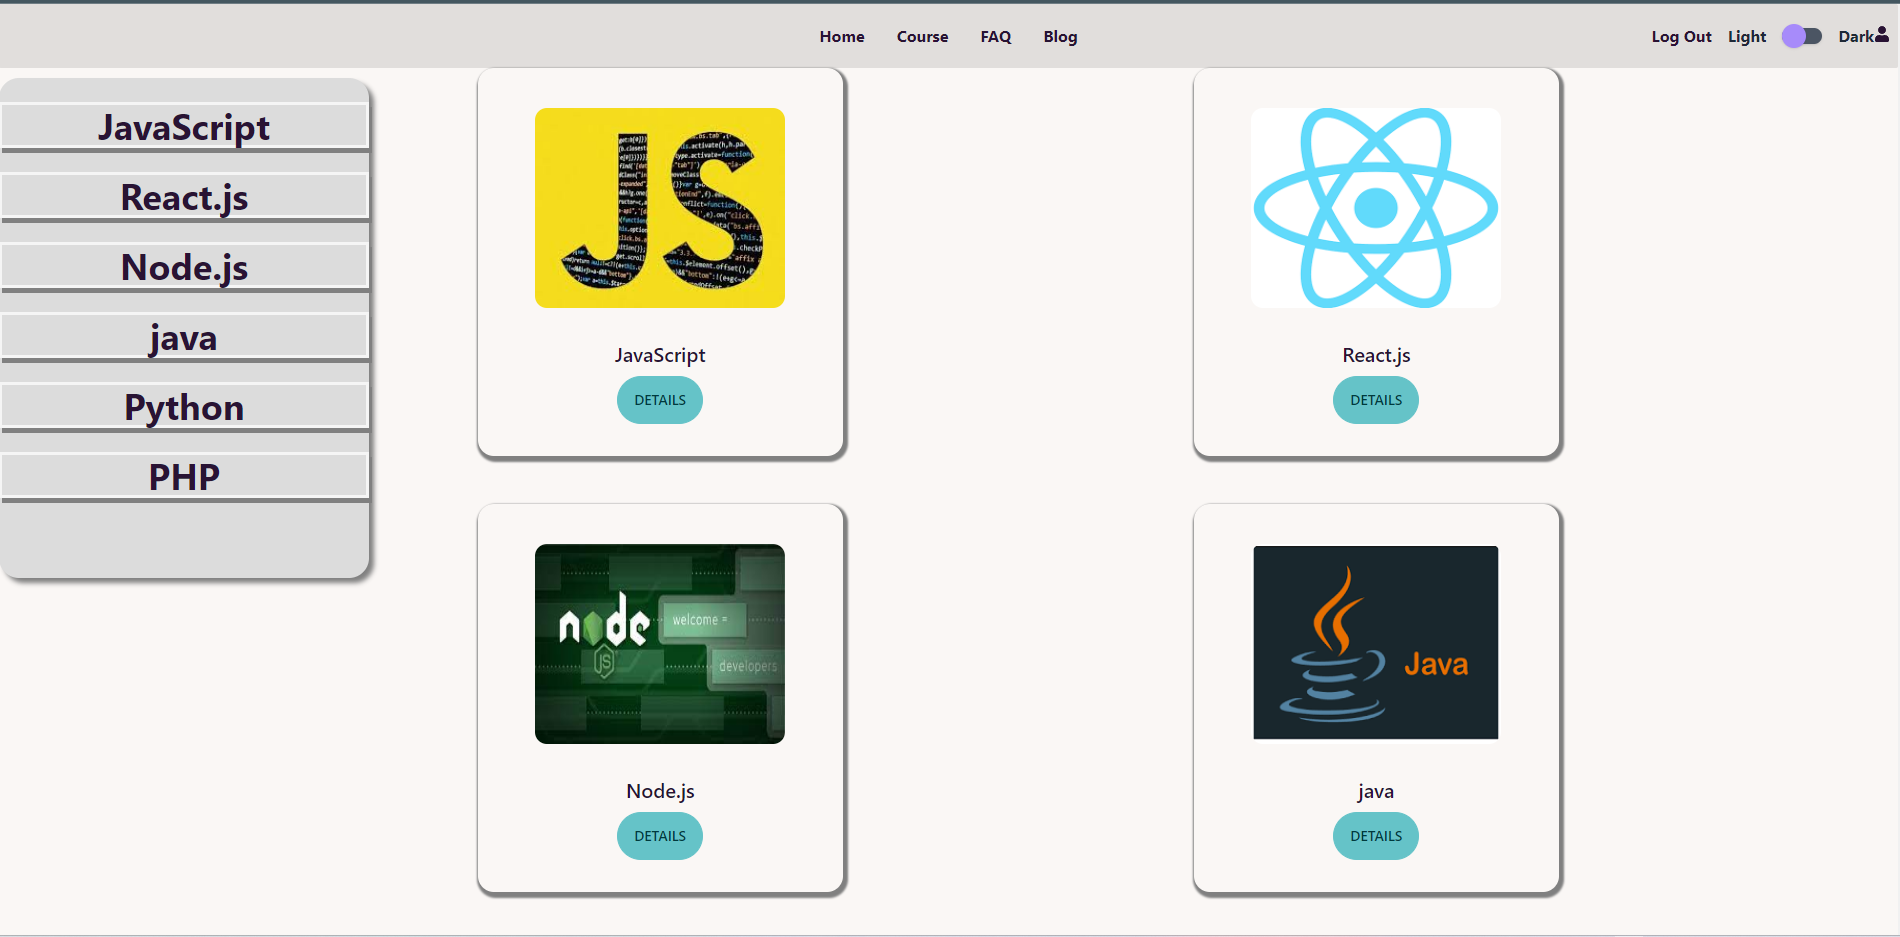 Home Course FAQ Blog
Log Out Light Dark
JavaScript
React.js
Node.js
java
Python
PHP
JS
JavaScript
DETAILS
React.js
DETAILS
node
JS
welcome =
developers
Node.js
DETAILS
Java
java
DETAILS